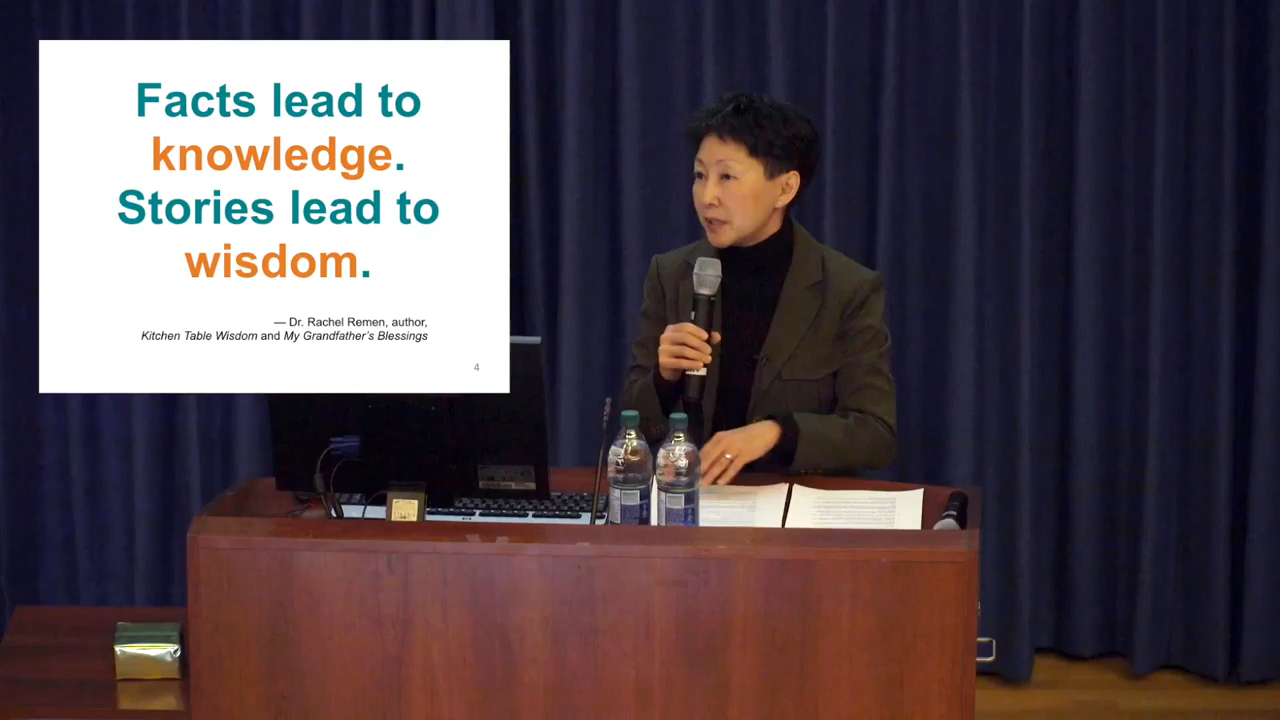 Facts lead to
knowledge.
Stories lead to
wisdom.
— Dr. Rachel Remen, author,
Kitchen Table Wisdom and My Grandfather's Blessings
4